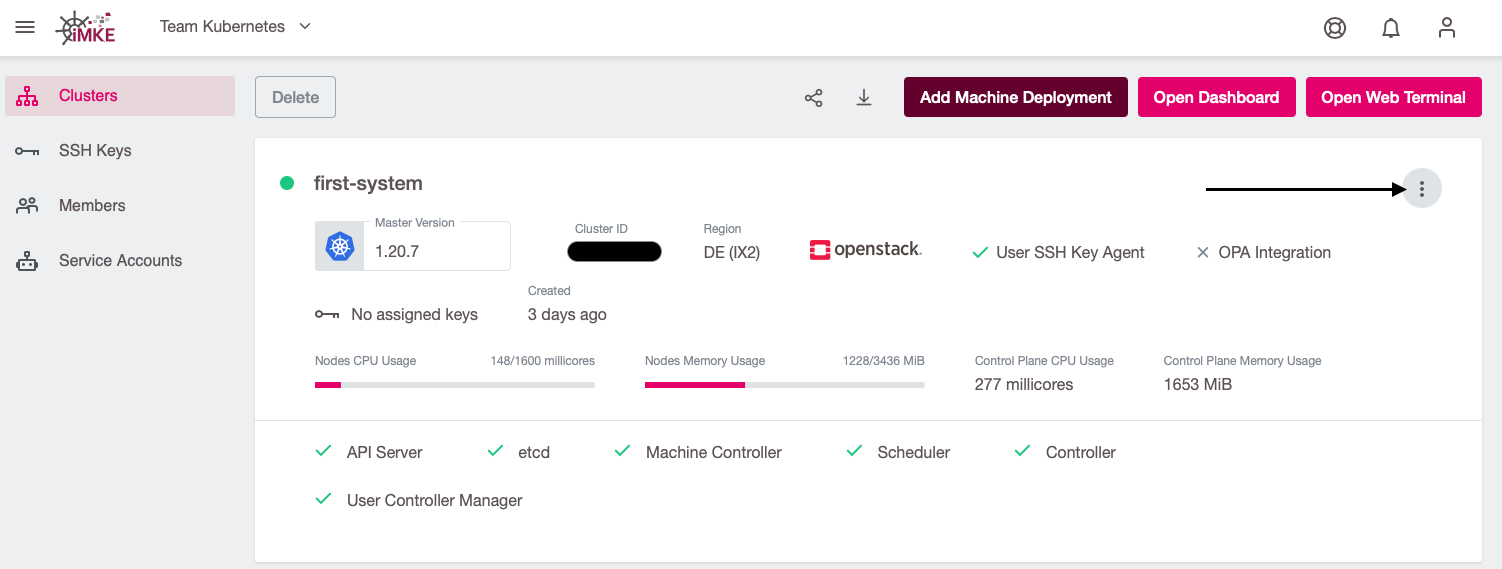 iMKE Team Kubernetes
Clusters
SSH Keys
Members
Service Accounts
Delete Add Machine Deployment Open Dashboard Open Web Terminal
first-system
Master Version
1.20.7
Cluster ID
Region
DE (IX2)
openstack.
User SSH Key Agent
OPA Integration
No assigned keys
Created
3 days ago
Nodes CPU Usage 148/1600 millicores
Nodes Memory Usage 1228/3436 MiB
Control Plane CPU Usage
277 millicores
Control Plane Memory Usage
1653 MiB
API Server etcd Machine Controller Scheduler Controller
User Controller Manager